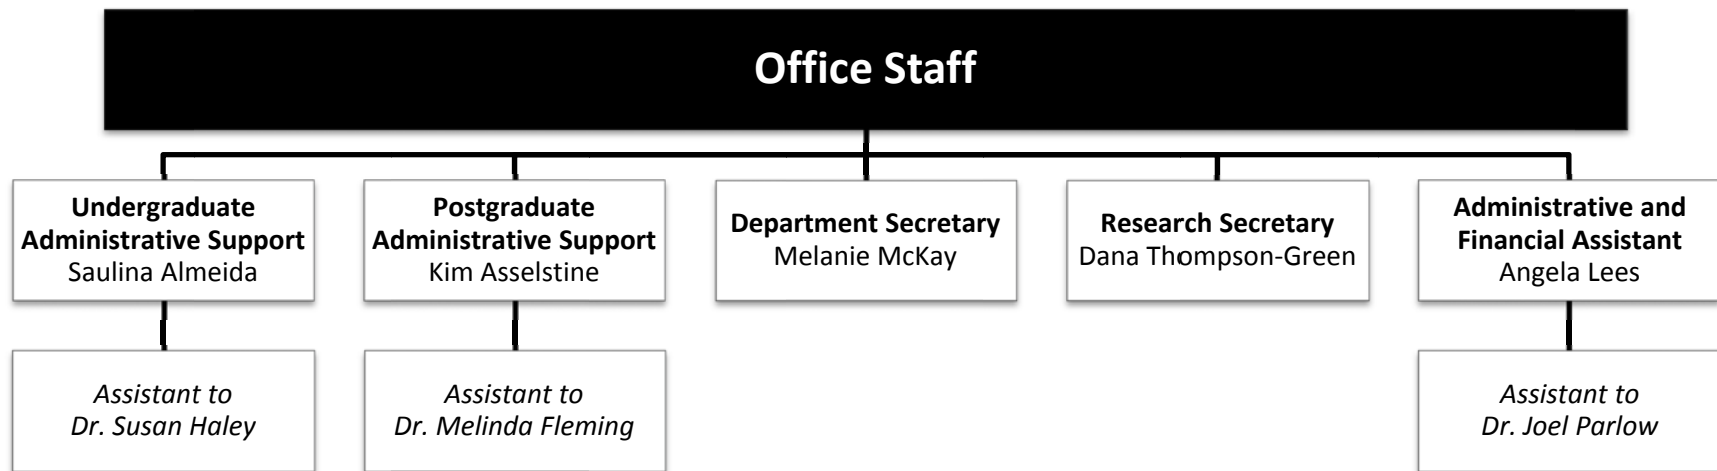 Office Staff
Undergraduate
Administrative Support
Saulina Almeida
Postgraduate
Administrative Support
Kim Asselstine
Department Secretary
Melanie McKay
Research Secretary
Dana Thompson-Green
Administrative and
Financial Assistant
Angela Lees
Assistant to
Dr. Susan Haley
Assistant to
Dr. Melinda Fleming
Assistant to
Dr. Joel Parlow